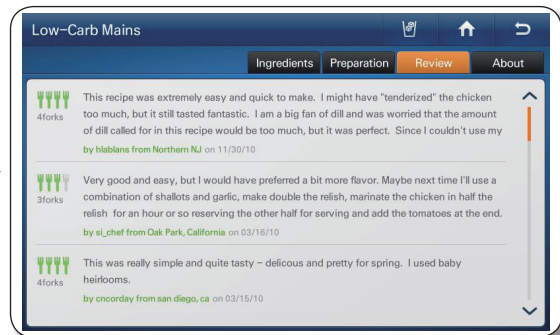 Low-Carb Mains
Ingredients Preparation Review About
4forks
This recipe was extremely easy and quick to make. I might have "tenderized" the chicken
too much, but it still tasted fantastic. I am a big fan of dill and was worried that the amount
of dill called for in this recipe would be too much, but it was perfect. Since I couldn't use my
by hlablans from Northern NJ on 11/30/10
3forks
Very good and easy, but I would have preferred a bit more flavor. Maybe next time I'll use a
combination of shallots and garlic, make double the relish, marinate the chicken in half the
relish for an hour or so reserving the other half for serving and add the tomatoes at the end.
by si_chef from Oak Park, California on 03/16/10
4forks
This was really simple and quite tasty - delicous and pretty for spring. I used baby
heirlooms.
by cncorday from san diego, ca on 03/15/10